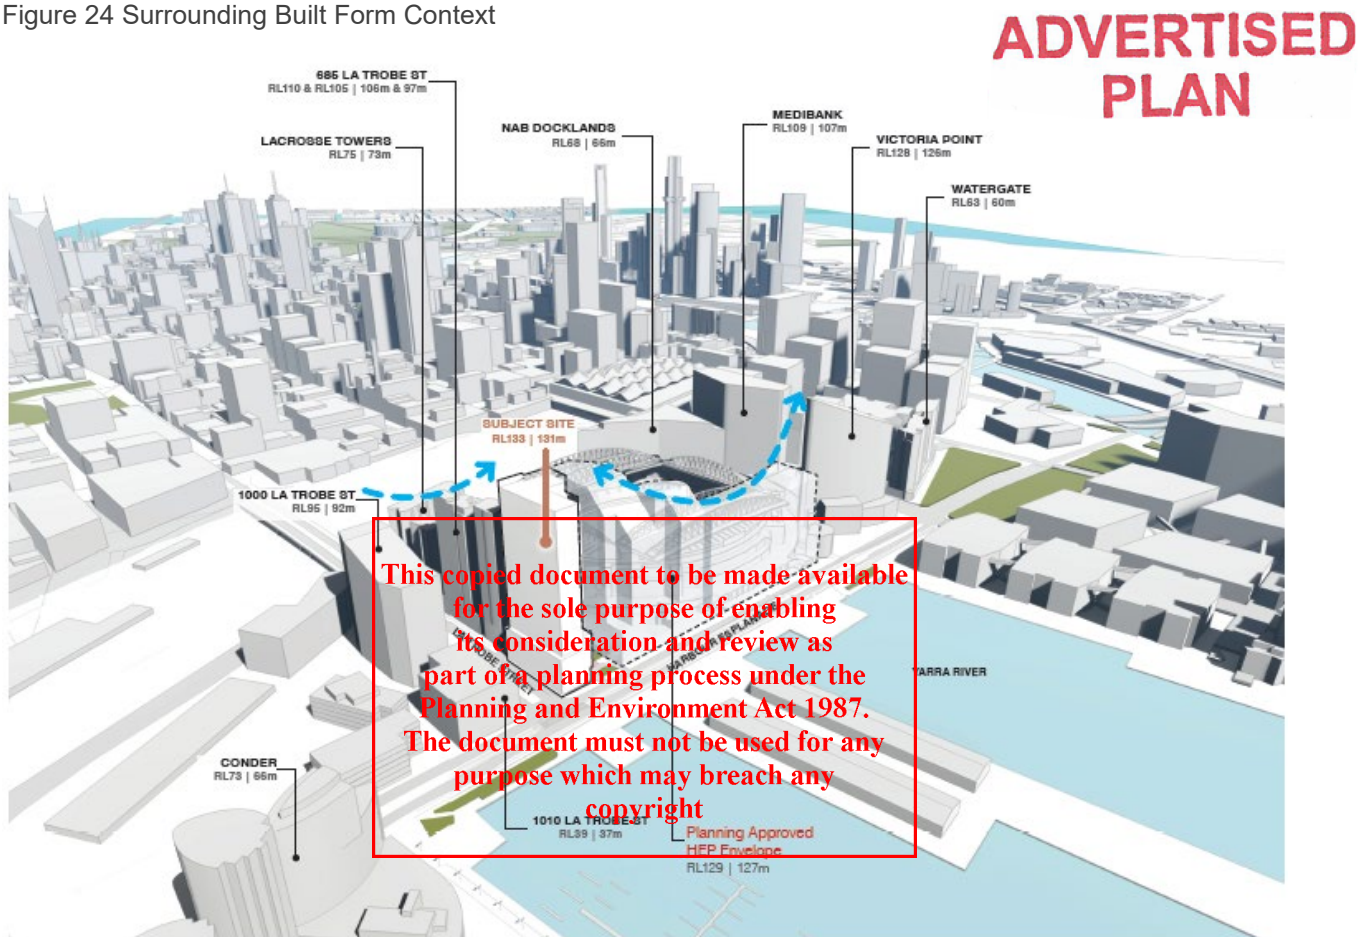 Figure 24 Surrounding Built Form Context
ADVERTISED
PLAN
685 LA TROBE ST
RL110 & RL105 | 106m & 97m
LACROSSE TOWERS
RL75 | 73m
NAB DOCKLANDS
RL68 | 66m
MEDIBANK
RL109 | 107m
VICTORIA POINT
RL128 | 126m
WATERGATE
RL63 | 60m
SUBJECT SITE
RL133 | 131m
1000 LA TROBE ST
RL95 | 92m
This copied document to be made available
for the sole purpose of enabling
its consideration and review as
part of a planning process under the
Planning and Environment Act 1987.
The document must not be used for any
purpose which may breach any
copyright
LA TROBE STREET
YARRA RIVER
CONDER
RL73 | 66m
1010 LA TROBE ST
RL39 | 37m
Planning Approved
HEP Envelope
RL129 | 127m